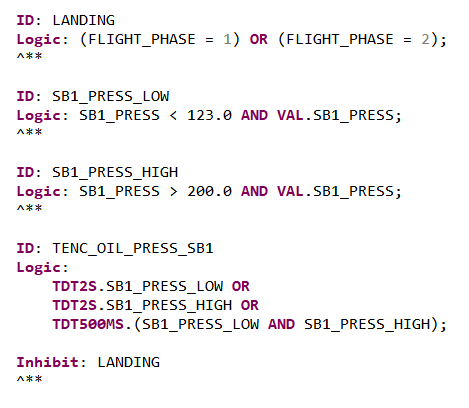 ID: LANDING
Logic: (FLIGHT_PHASE = 1) OR (FLIGHT_PHASE = 2);
^**
ID: SB1_PRESS_LOW
Logic: SB1_PRESS < 123.0 AND VAL.SB1_PRESS;
^**
ID: SB1_PRESS_HIGH
Logic: SB1_PRESS > 200.0 AND VAL.SB1_PRESS;
^**
ID: TENC_OIL_PRESS_SB1
Logic:
TDT2S.SB1_PRESS_LOW OR
TDT2S.SB1_PRESS_HIGH OR
TDT500MS.(SB1_PRESS_LOW AND SB1_PRESS_HIGH);
Inhibit: LANDING
^**